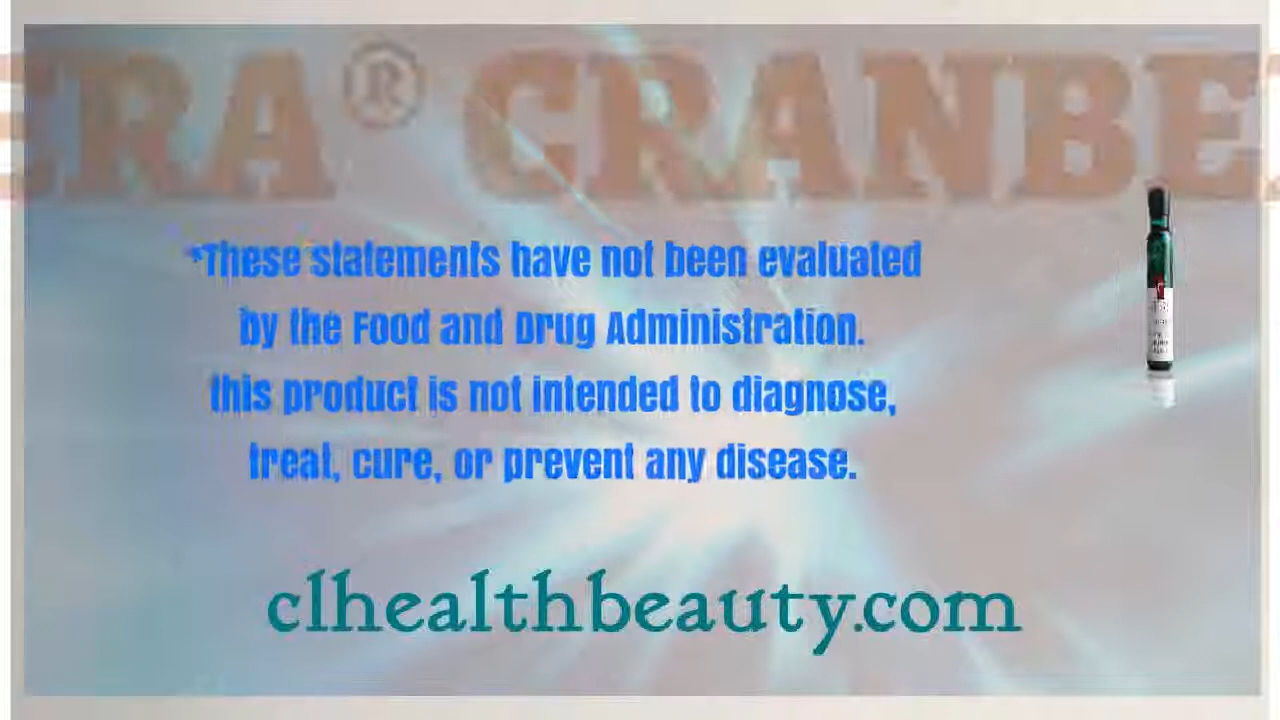 ERA® CRANBE
*These statements have not been evaluated
by the Food and Drug Administration.
this product is not intended to diagnose,
treat, cure, or prevent any disease.
clhealthbeauty.com